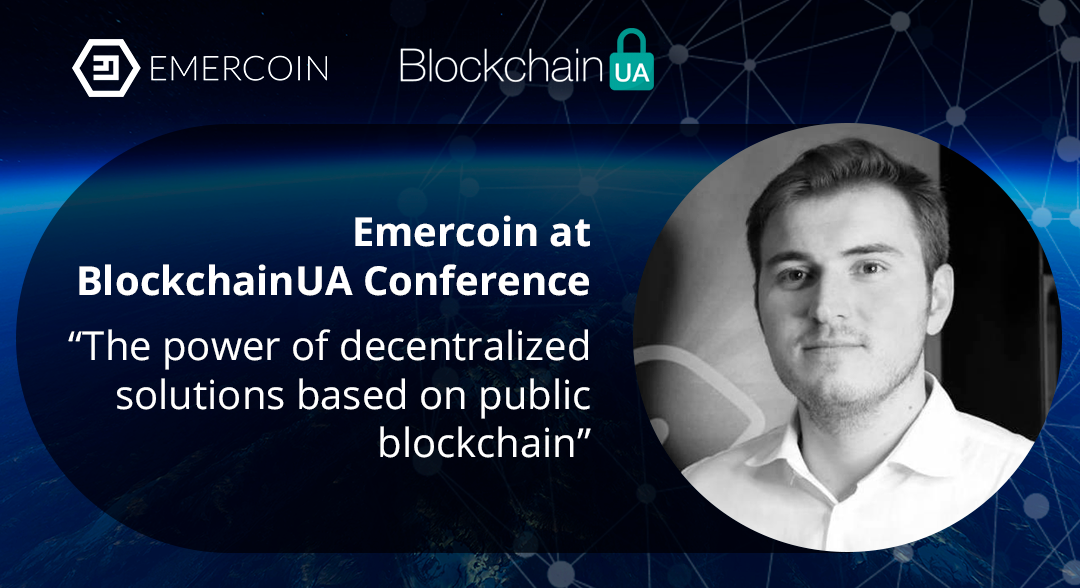 EMERCOIN
Blockchain UA
Emercoin at
BlockchainUA Conference
“The power of decentralized
solutions based on public
blockchain”